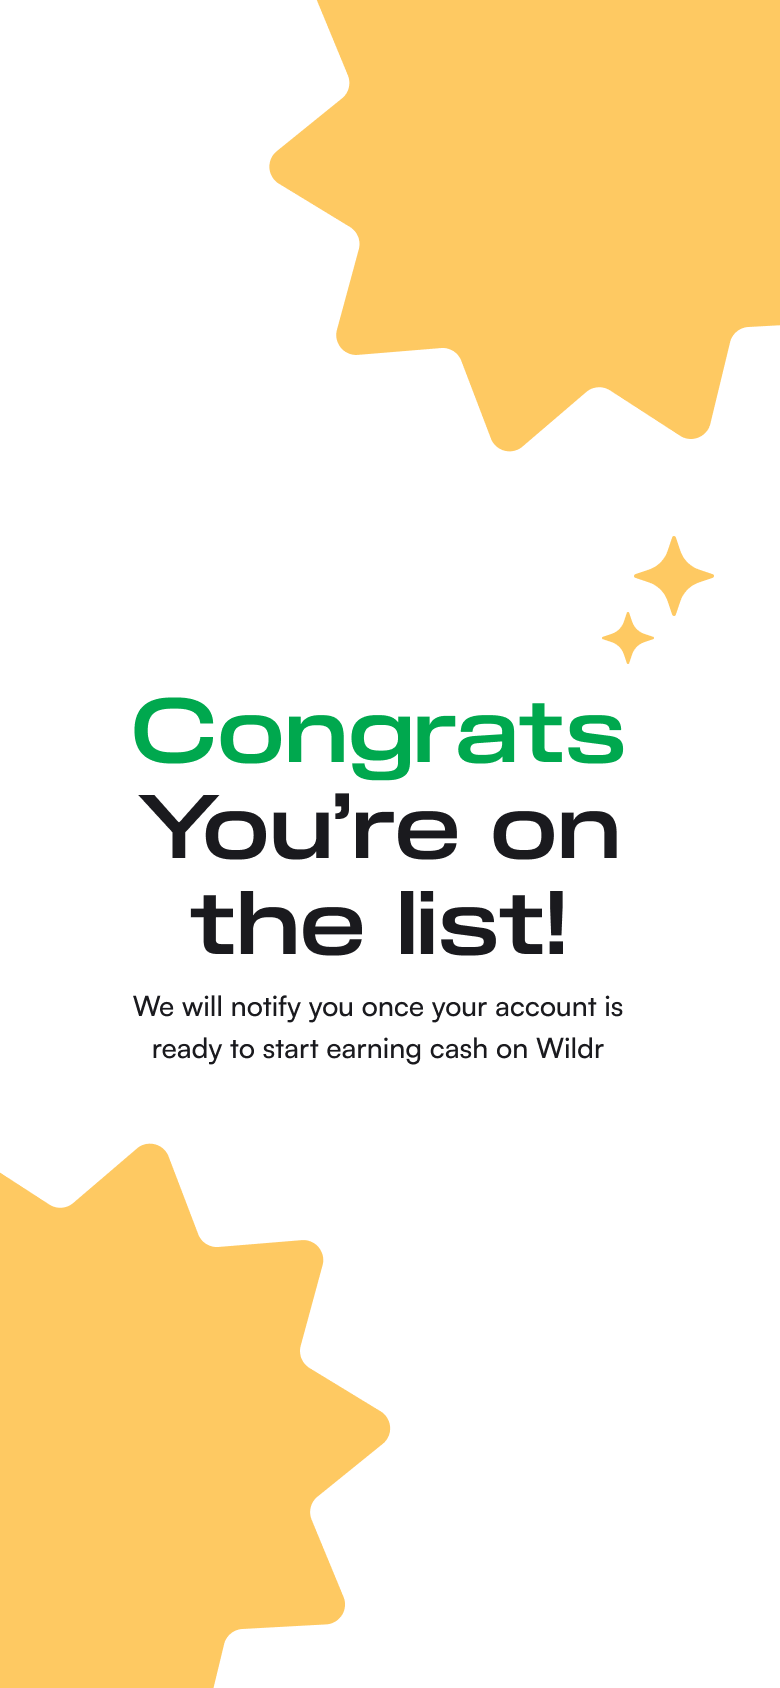 Congrats
You’re on
the list!
We will notify you once your account is
ready to start earning cash on Wildr